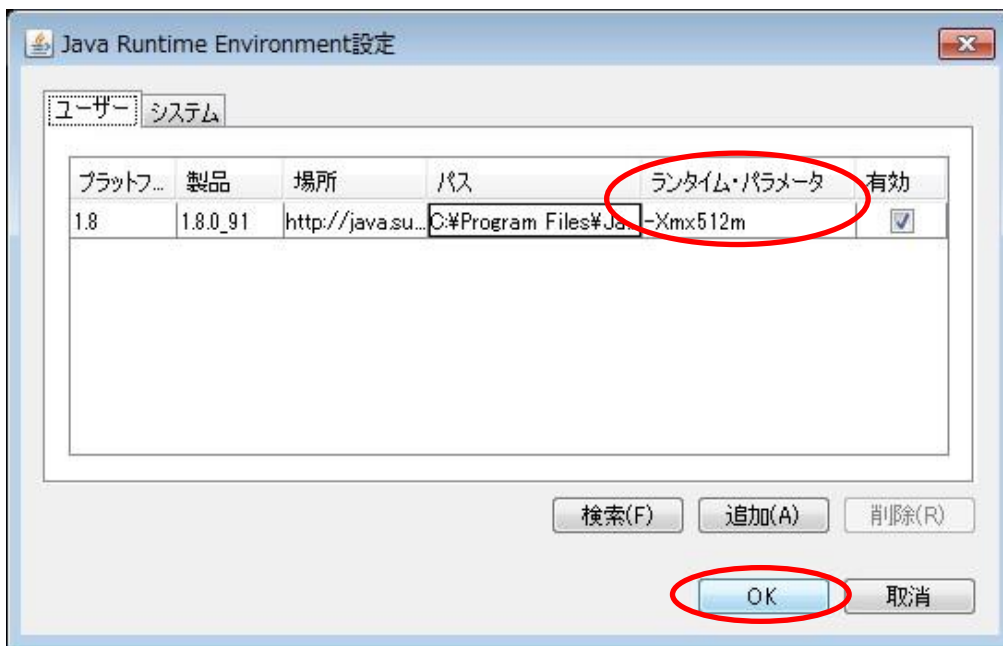 Java Runtime Environment設定
ユーザー システム
プラットフ... 製品 場所 パス ランタイム・パラメータ 有効
1.8 1.8.0_91 http://java.su... C:¥Program Files¥Ja... -Xmx512m
検索(F) 追加(A) 削除(R)
OK 取消